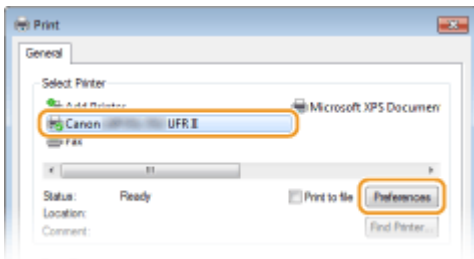 Print
General
Select Printer
Add Printer
Microsoft XPS Documen
Canon UFR II
Fax
Status: Ready
Print to file
Preferences
Location:
Comment:
Find Printer...